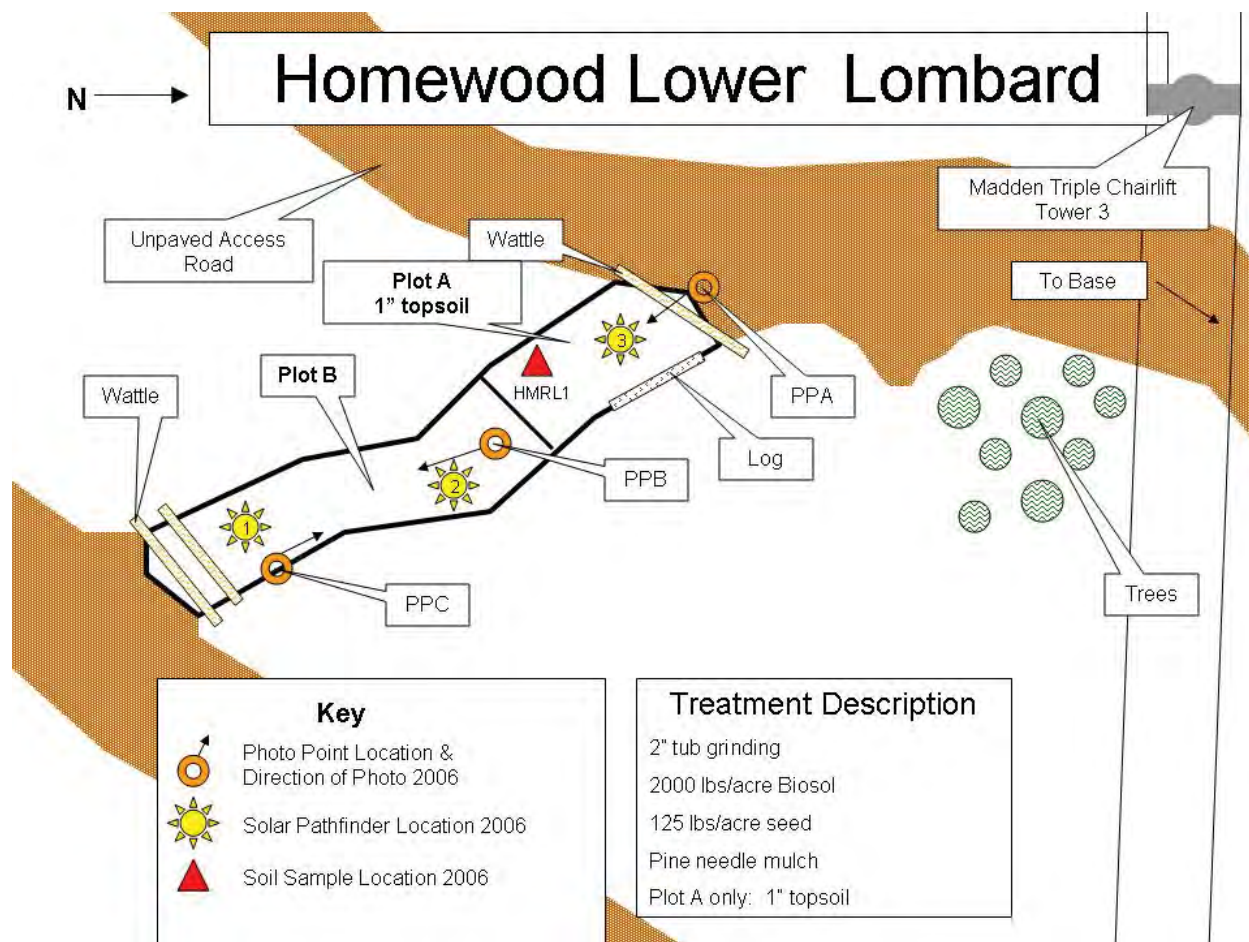 Homewood Lower Lombard
N
Madden Triple Chairlift
Tower 3
Unpaved Access
Road
Wattle
Plot A
1" topsoil
To Base
3
Plot B
HMRL1
PPA
Wattle
Log
PPB
2
1
PPC
Trees
Key
Photo Point Location &
Direction of Photo 2006
Solar Pathfinder Location 2006
Soil Sample Location 2006
Treatment Description
2" tub grinding
2000 lbs/acre Biosol
125 lbs/acre seed
Pine needle mulch
Plot A only: 1" topsoil